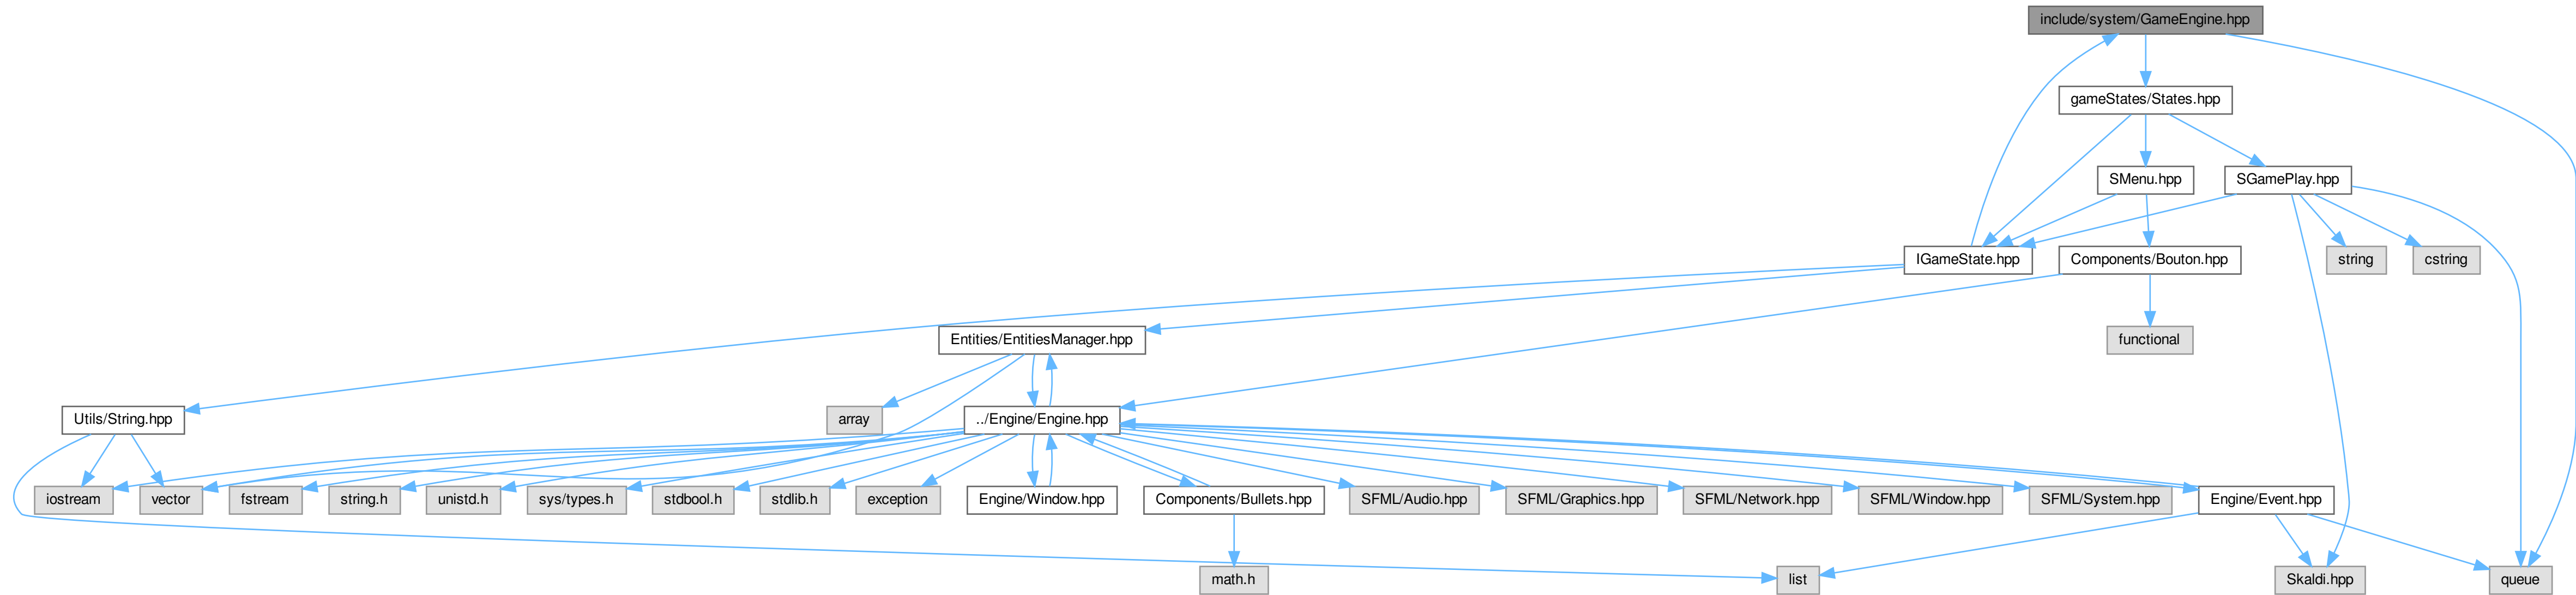 include/system/GameEngine.hpp
gameStates/States.hpp
SMenu.hpp
SGamePlay.hpp
IGameState.hpp
Components/Bouton.hpp
string
cstring
Entities/EntitiesManager.hpp
functional
Utils/String.hpp
array
../Engine/Engine.hpp
iostream
vector
fstream
string.h
unistd.h
sys/types.h
stdbool.h
stdlib.h
exception
Engine/Window.hpp
Components/Bullets.hpp
SFML/Audio.hpp
SFML/Graphics.hpp
SFML/Network.hpp
SFML/Window.hpp
SFML/System.hpp
Engine/Event.hpp
math.h
list
Skaldi.hpp
queue